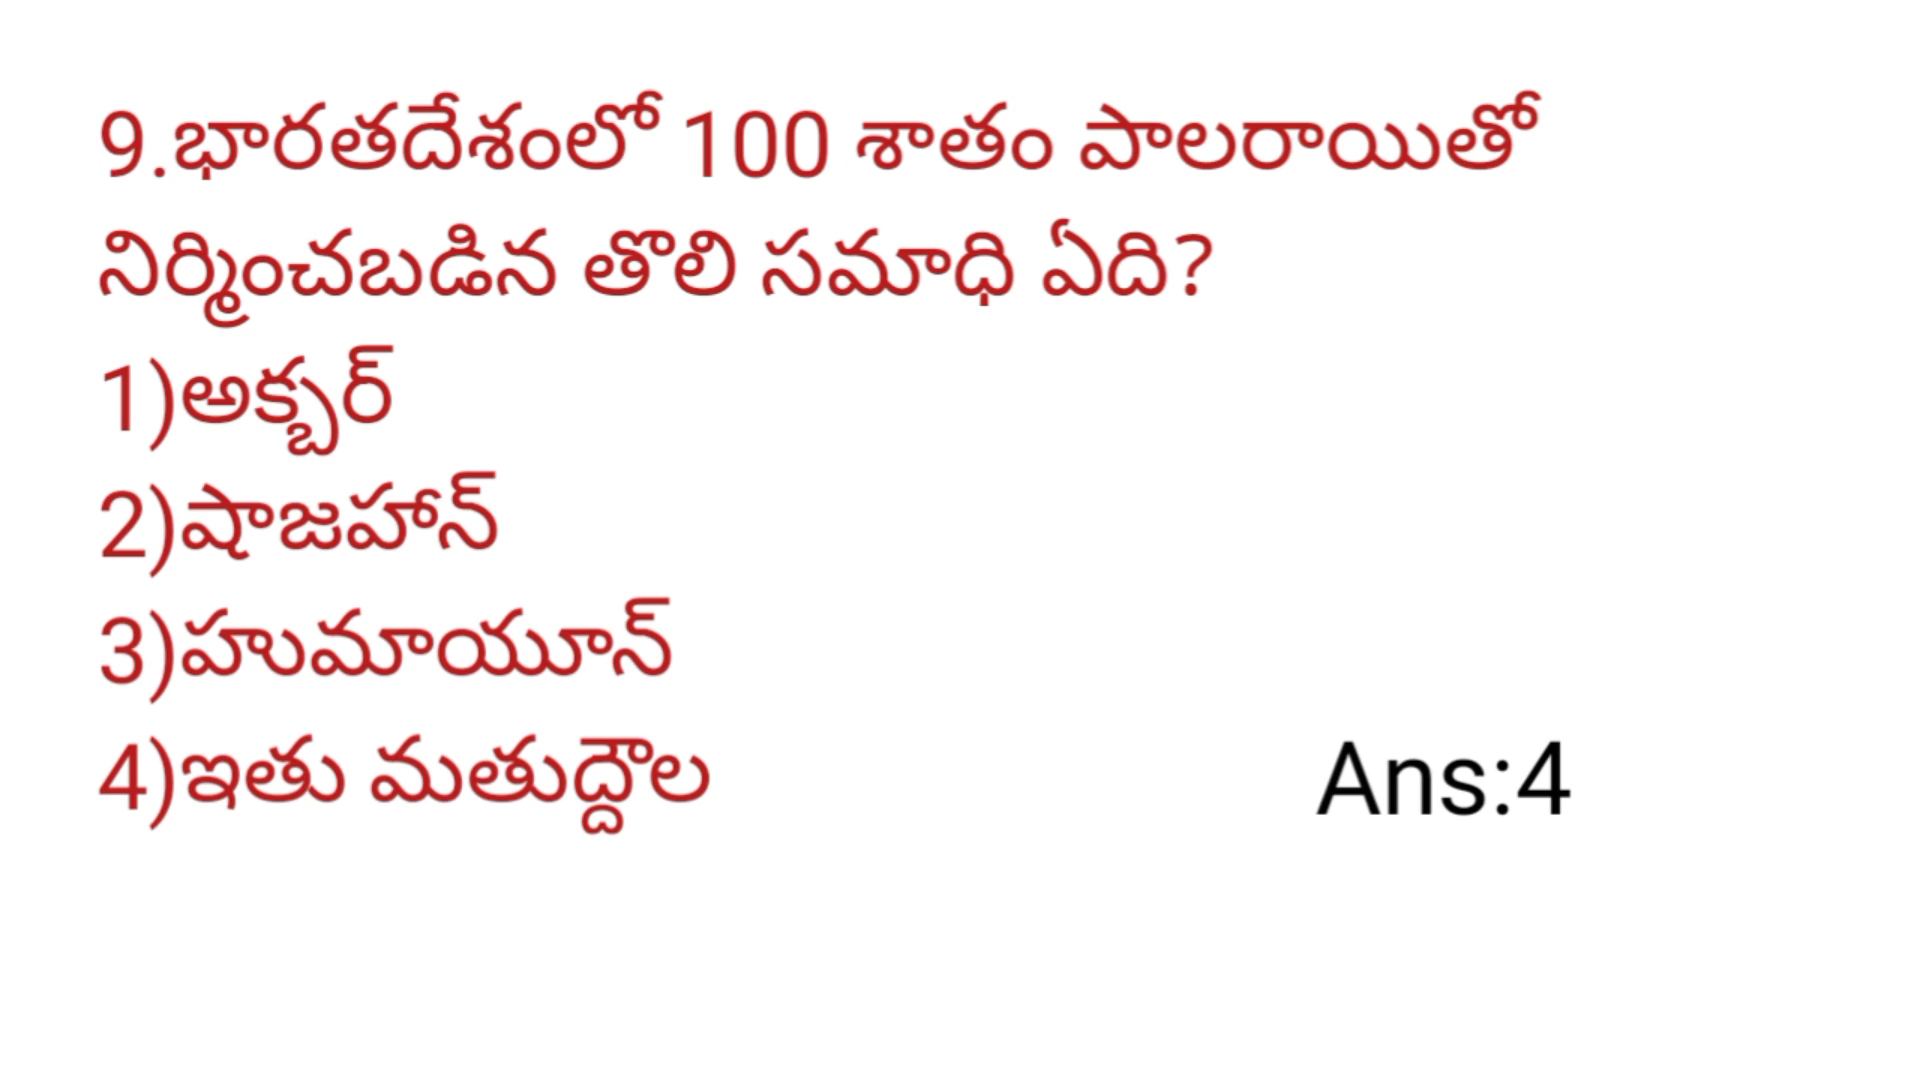 9.భారతదేశంలో 100 శాతం పాలరాయితో
నిర్మించబడిన తొలి సమాధి ఏది?
1)అక్బర్
2)షాజహాన్
3)హుమాయూన్
4)ఇతు మతుద్దౌల
Ans:4